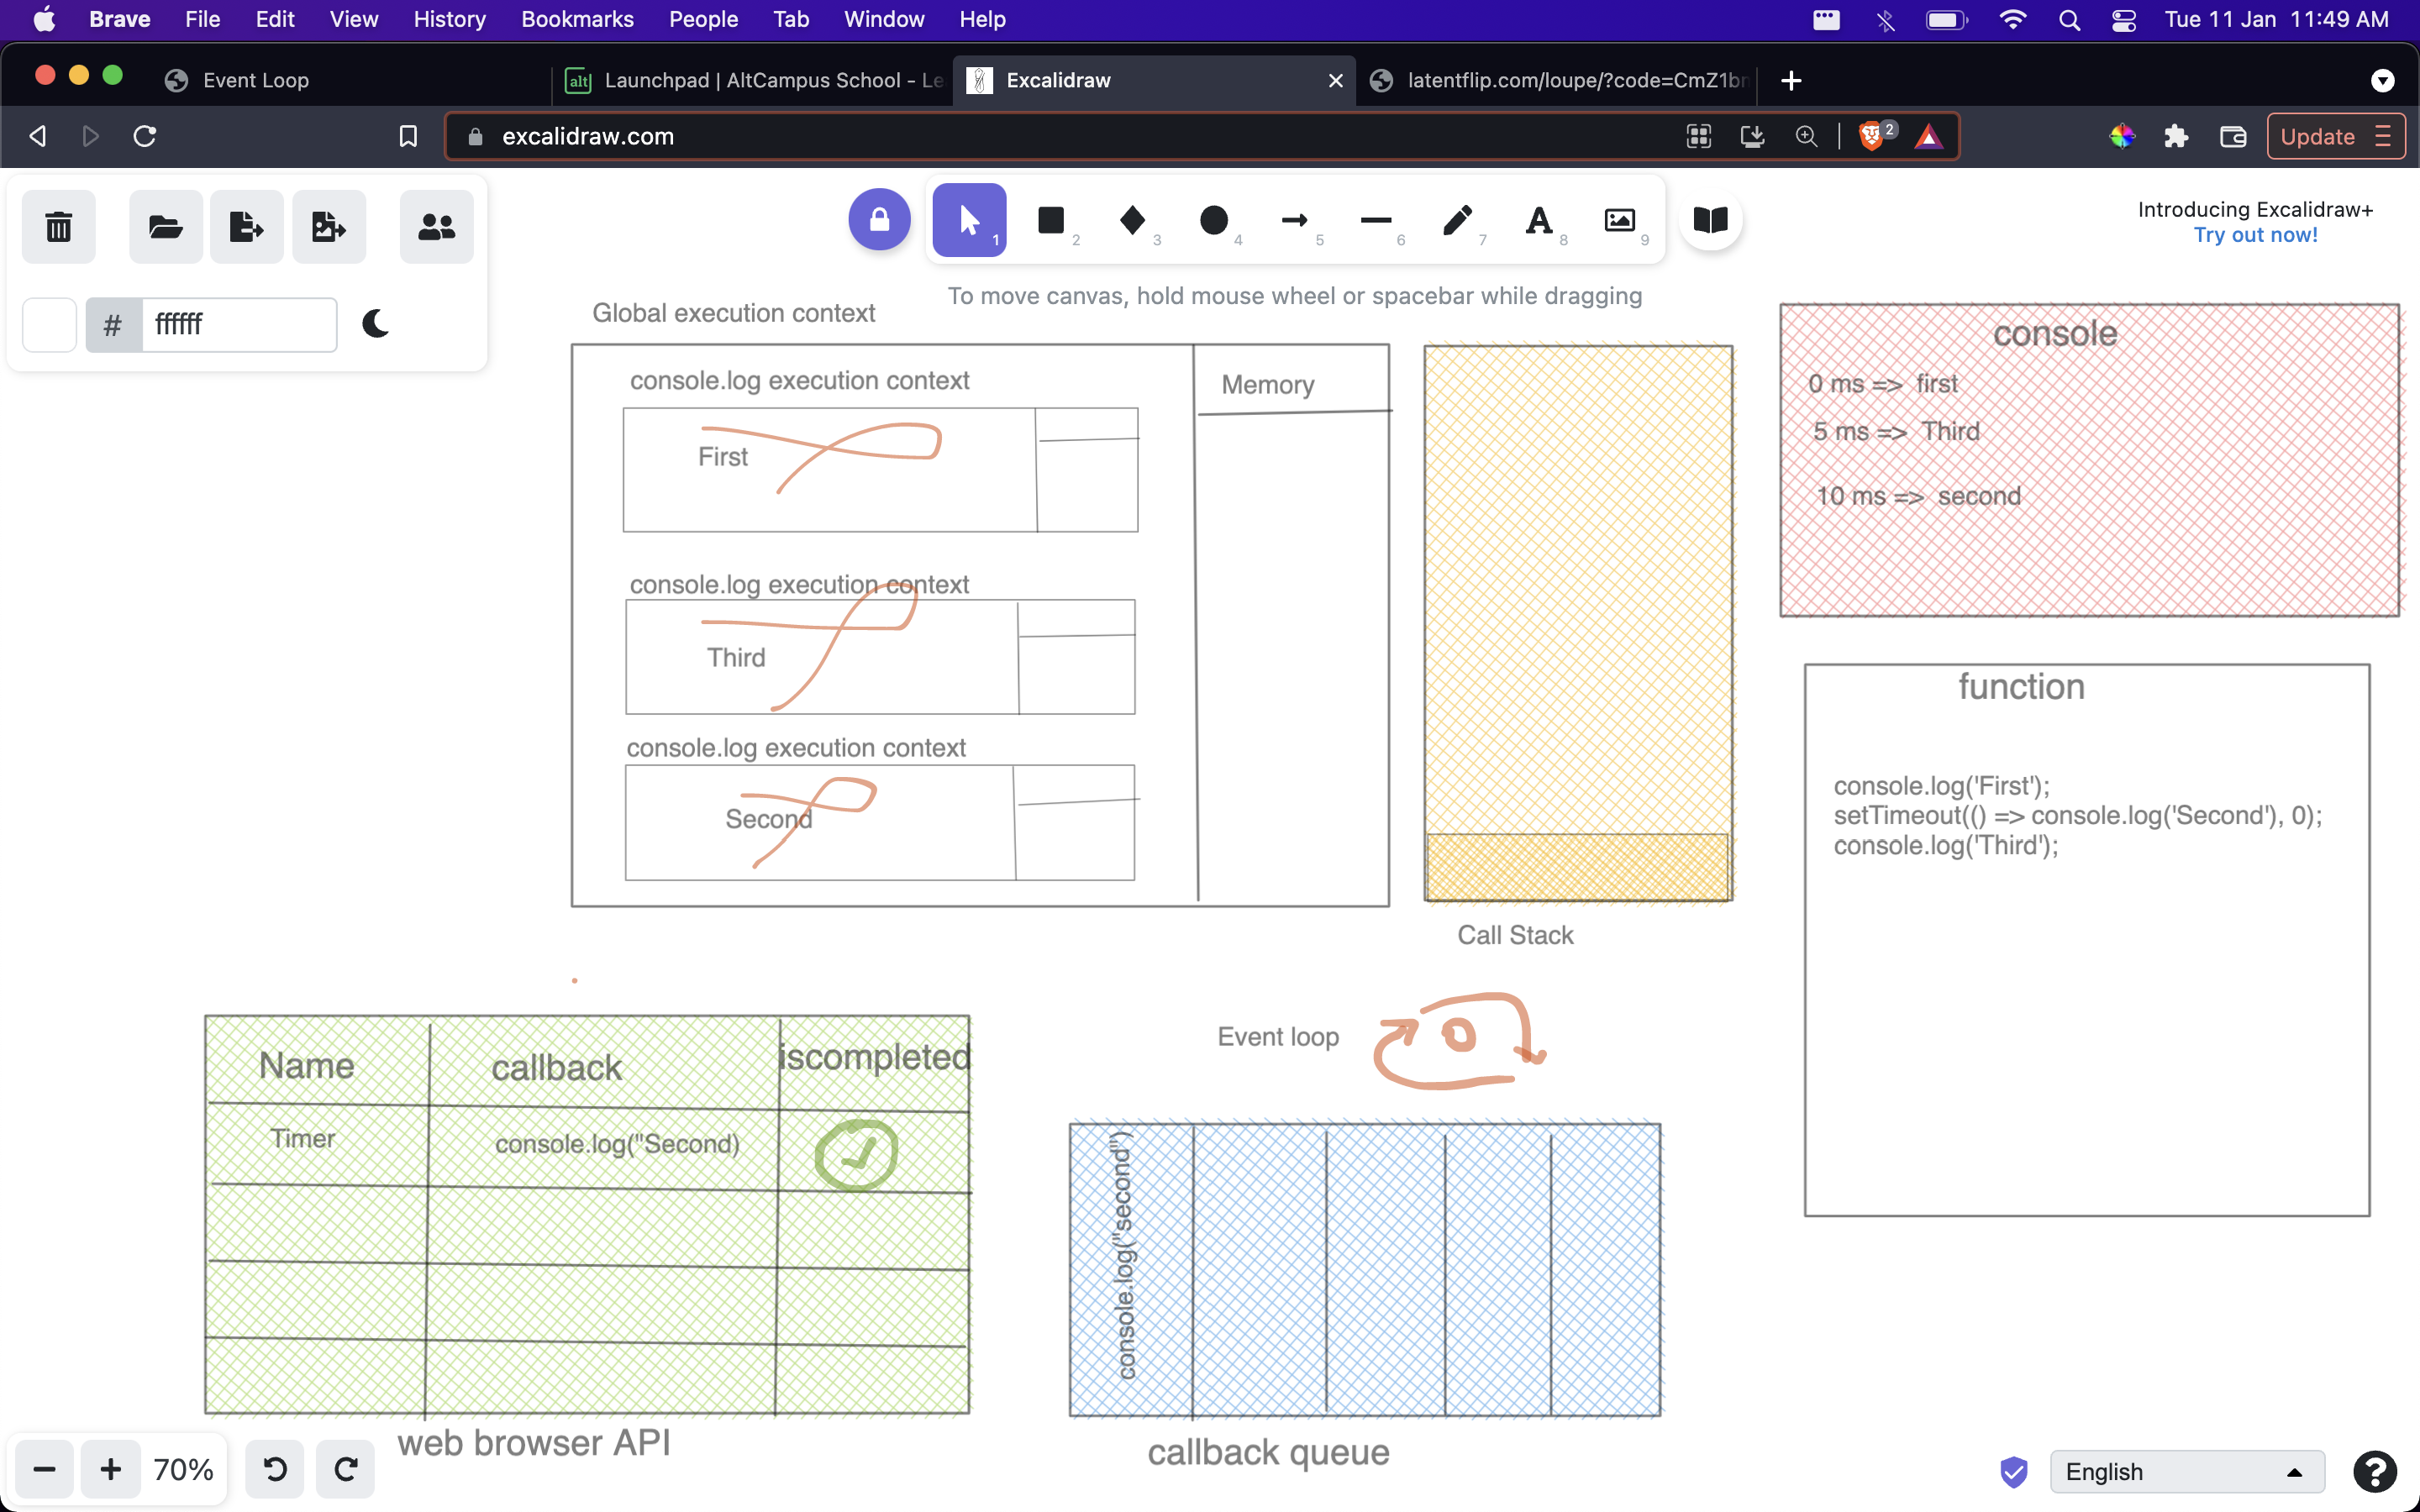 Brave File Edit View History Bookmarks People Tab Window Help Tue 11 Jan 11:49 AM
Event Loop
alt Launchpad | AltCampus School - Le
Excalidraw
latentflip.com/loupe/?code=CmZ1br
excalidraw.com
2
Update
1 2 3 4 5 6 7 8 9
A
Introducing Excalidraw+
Try out now!
# ffffff
To move canvas, hold mouse wheel or spacebar while dragging
Global execution context
console.log execution context
First
console.log execution context
Third
console.log execution context
Second
Memory
Call Stack
console
0 ms => first
5 ms => Third
10 ms => second
function
console.log('First');
setTimeout(() => console.log('Second'), 0);
console.log('Third');
Name callback iscompleted
Timer console.log("Second)
web browser API
Event loop
console.log("second")
callback queue
70%
English
?